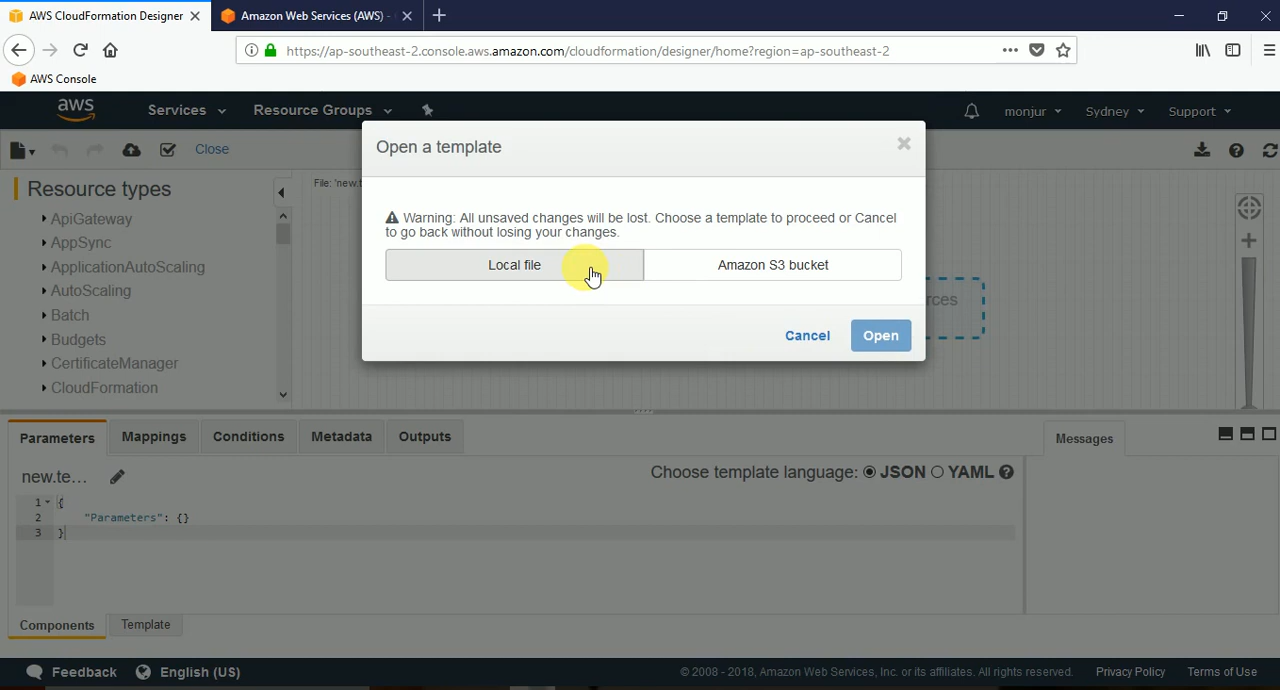 AWS CloudFormation Designer
Amazon Web Services (AWS) -
https://ap-southeast-2.console.aws.amazon.com/cloudformation/designer/home?region=ap-southeast-2
AWS Console
aws
Services
Resource Groups
monjur
Sydney
Support
Close
Open a template
Resource types
File: 'new.t
Warning: All unsaved changes will be lost. Choose a template to proceed or Cancel
to go back without losing your changes.
Local file
Amazon S3 bucket
Cancel
Open
rces
ApiGateway
AppSync
ApplicationAutoScaling
AutoScaling
Batch
Budgets
CertificateManager
CloudFormation
Parameters
Mappings
Conditions
Metadata
Outputs
Messages
new.te...
Choose template language: JSON YAML
1 {
2 "Parameters": {}
3 }
Components
Template
Feedback
English (US)
© 2008 - 2018, Amazon Web Services, Inc. or its affiliates. All rights reserved.
Privacy Policy
Terms of Use